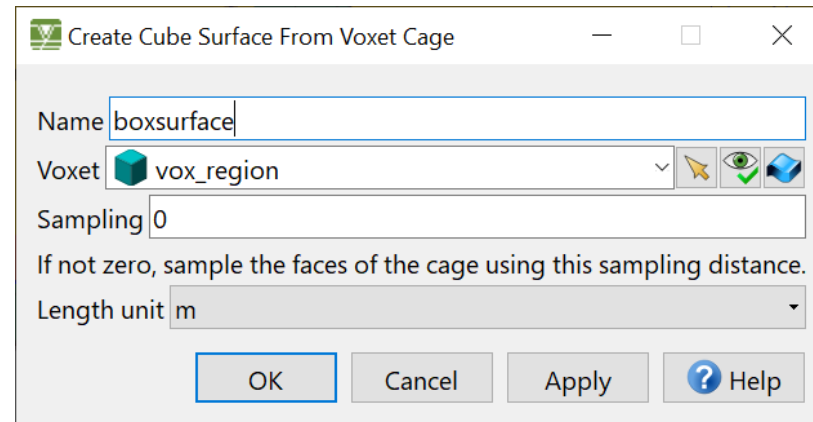 Create Cube Surface From Voxet Cage
Name boxsurface
Voxet vox_region
Sampling 0
If not zero, sample the faces of the cage using this sampling distance.
Length unit m
OK Cancel Apply Help